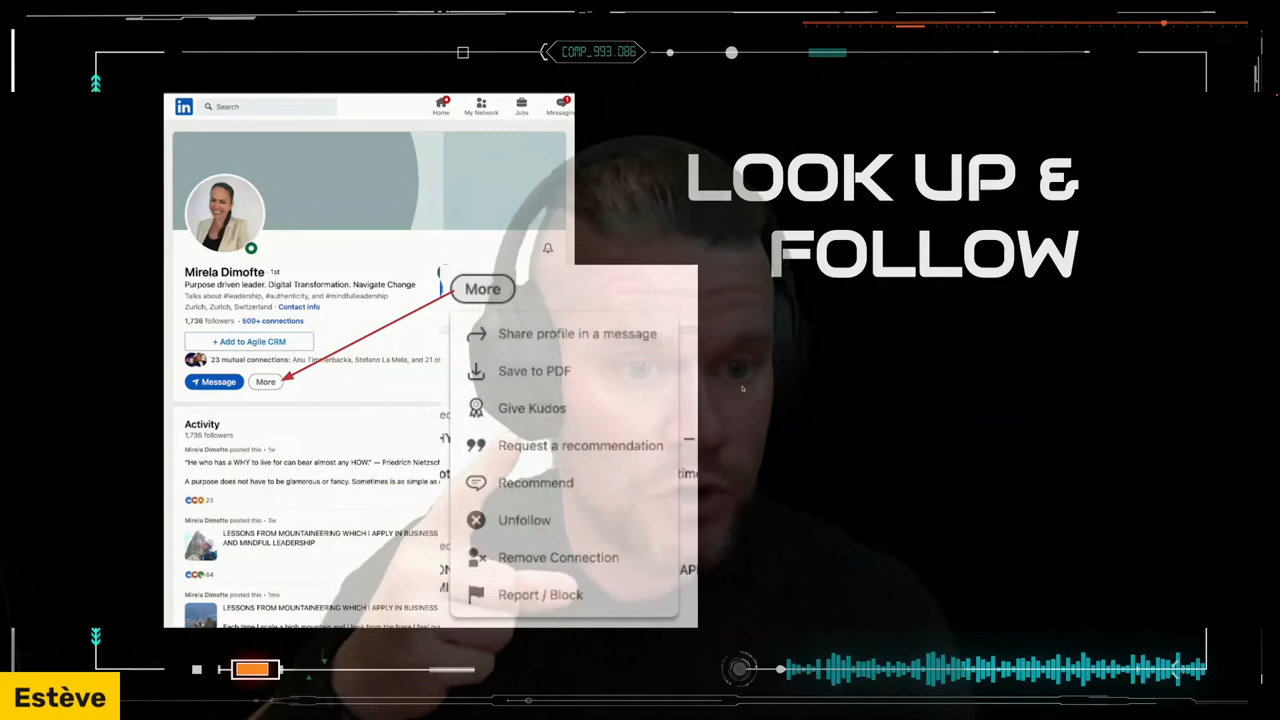 COMP_993.086
in
Search
Home
My Network
Jobs
LOOK UP &
FOLLOW
Mirela Dimofte · 1st
Purpose driven leader. Digital Transformation. Navigate Change
Talks about #leadership, #authenticity, and #mindfulleadership
Zurich, Zurich, Switzerland · Contact info
1,736 followers · 500+ connections
+ Add to Agile CRM
23 mutual connections: Anu Stefano La Mela, and 21
Message
More
More
Share profile in a message
Save to PDF
Give Kudos
Request a recommendation
Recommend
Unfollow
Remove Connection
Report / Block
Activity
1,736 followers
Mirela Dimofte posted this • 1w
"He who has a WHY to live for can bear almost any HOW." — Friedrich
A purpose does not have to be glamorous or fancy. Sometimes is as simple as
23
Mirela Dimofte posted this • 3w
LESSONS FROM MOUNTAINEERING WHICH I APPLY IN BUSINESS
AND MINDFUL LEADERSHIP
64
Mirela Dimofte posted this • 1mo
LESSONS FROM MOUNTAINEERING WHICH I APPLY IN BUSINESS
Estève